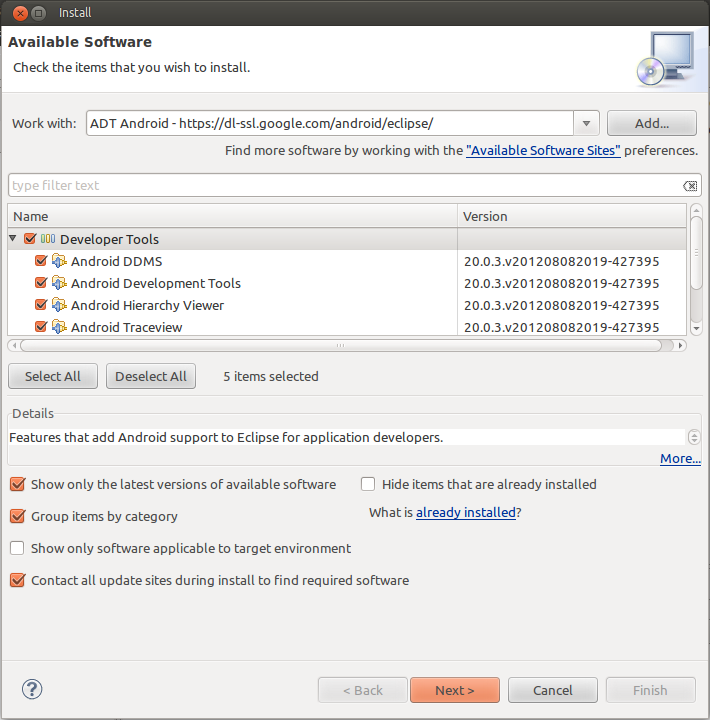 Install
Available Software
Check the items that you wish to install.
Work with: ADT Android - https://dl-ssl.google.com/android/eclipse/ Add...
Find more software by working with the "Available Software Sites" preferences.
type filter text
Name Version
Developer Tools
Android DDMS 20.0.3.v201208082019-427395
Android Development Tools 20.0.3.v201208082019-427395
Android Hierarchy Viewer 20.0.3.v201208082019-427395
Android Traceview 20.0.3.v201208082019-427395
Select All Deselect All 5 items selected
Details
Features that add Android support to Eclipse for application developers.
More...
Show only the latest versions of available software Hide items that are already installed
Group items by category What is already installed?
Show only software applicable to target environment
Contact all update sites during install to find required software
? < Back Next > Cancel Finish